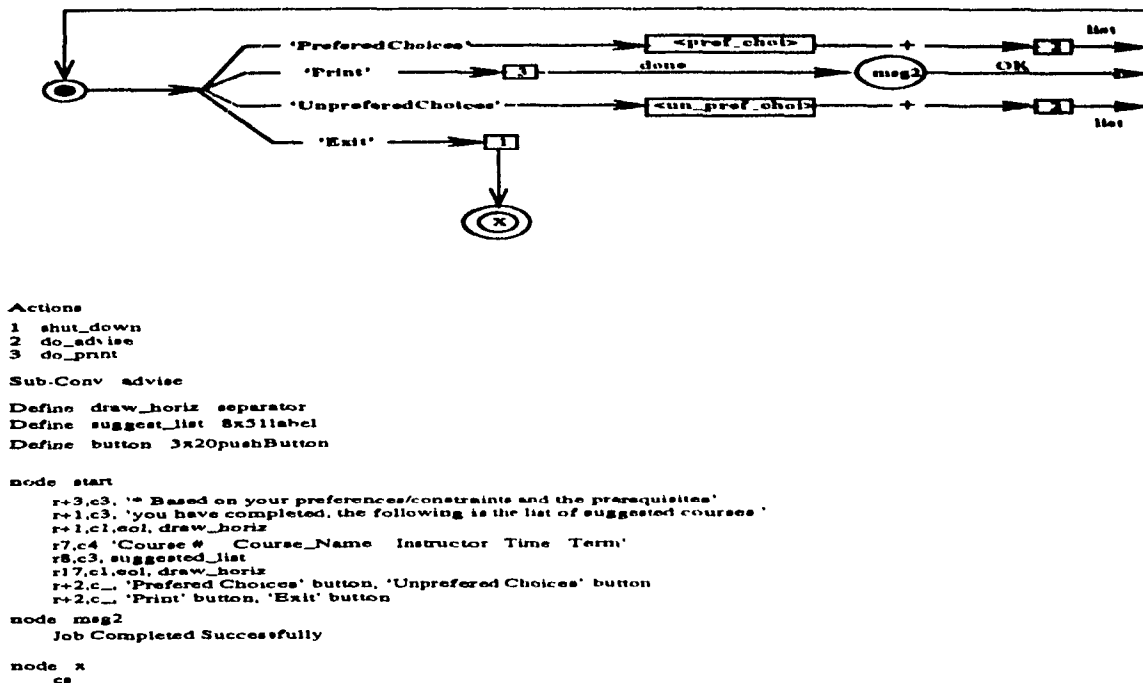 list
'Prefered Choices' <pref_choi> + 2
'Print' 3 done msg2 OK
'Unprefered Choices' <un_pref_choi> + 2
list
'Exit' 1
x
Actions
1 shut_down
2 do_advise
3 do_print
Sub-Conv advise
Define draw_horiz separator
Define suggest_list 8x51label
Define button 3x20pushButton
node start
r+3,c3, '* Based on your preferences/constraints and the prerequisites'
r+1,c3, 'you have completed, the following is the list of suggested courses '
r+1,c1,eol, draw_horiz
r7,c4 'Course # Course_Name Instructor Time Term'
r8,c3, suggested_list
r17,c1,eol, draw_horiz
r+2,c_, 'Prefered Choices' button, 'Unprefered Choices' button
r+2,c_, 'Print' button, 'Exit' button
node msg2
Job Completed Successfully
node x
cs